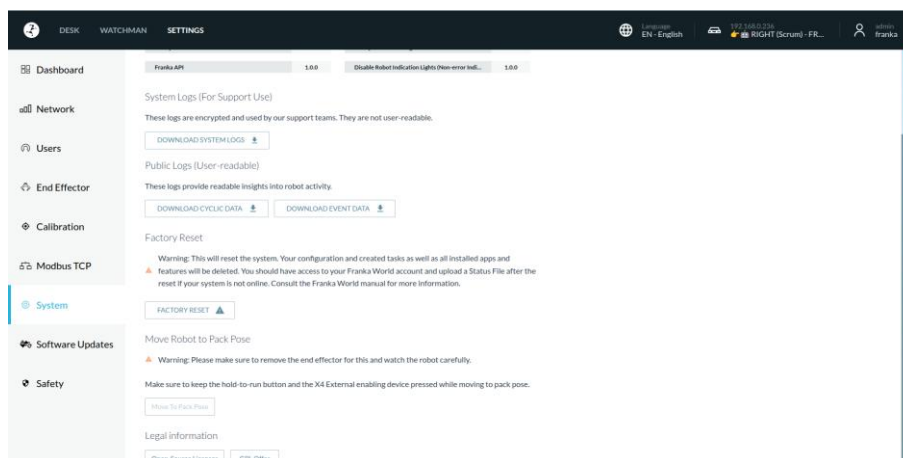 DESK WATCHMAN SETTINGS
Language
EN - English
192.168.0.236
RIGHT (Scrum) - FR...
admin
franka
Dashboard
Network
Users
End Effector
Calibration
Modbus TCP
System
Software Updates
Safety
Franka API 1.0.0 Disable Robot Indication Lights (Non-error Indi... 1.0.0
System Logs (For Support Use)
These logs are encrypted and used by our support teams. They are not user-readable.
DOWNLOAD SYSTEM LOGS
Public Logs (User-readable)
These logs provide readable insights into robot activity.
DOWNLOAD CYCLIC DATA DOWNLOAD EVENT DATA
Factory Reset
Warning: This will reset the system. Your configuration and created tasks as well as all installed apps and
features will be deleted. You should have access to your Franka World account and upload a Status File after the
reset if your system is not online. Consult the Franka World manual for more information.
FACTORY RESET
Move Robot to Pack Pose
Warning: Please make sure to remove the end effector for this and watch the robot carefully.
Make sure to keep the hold-to-run button and the X4 External enabling device pressed while moving to pack pose.
Move To Pack Pose
Legal information